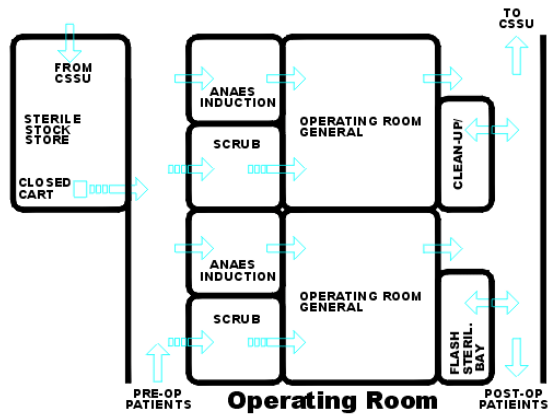 TO
CSSU
FROM
CSSU
STERILE
STOCK
STORE
CLOSED
CART
ANAES
INDUCTION
SCRUB
OPERATING ROOM
GENERAL
CLEAN-UP/
ANAES
INDUCTION
SCRUB
OPERATING ROOM
GENERAL
FLASH
STERIL.
BAY
PRE-OP
PATIENTS
Operating Room
POST-OP
PATIEINTS